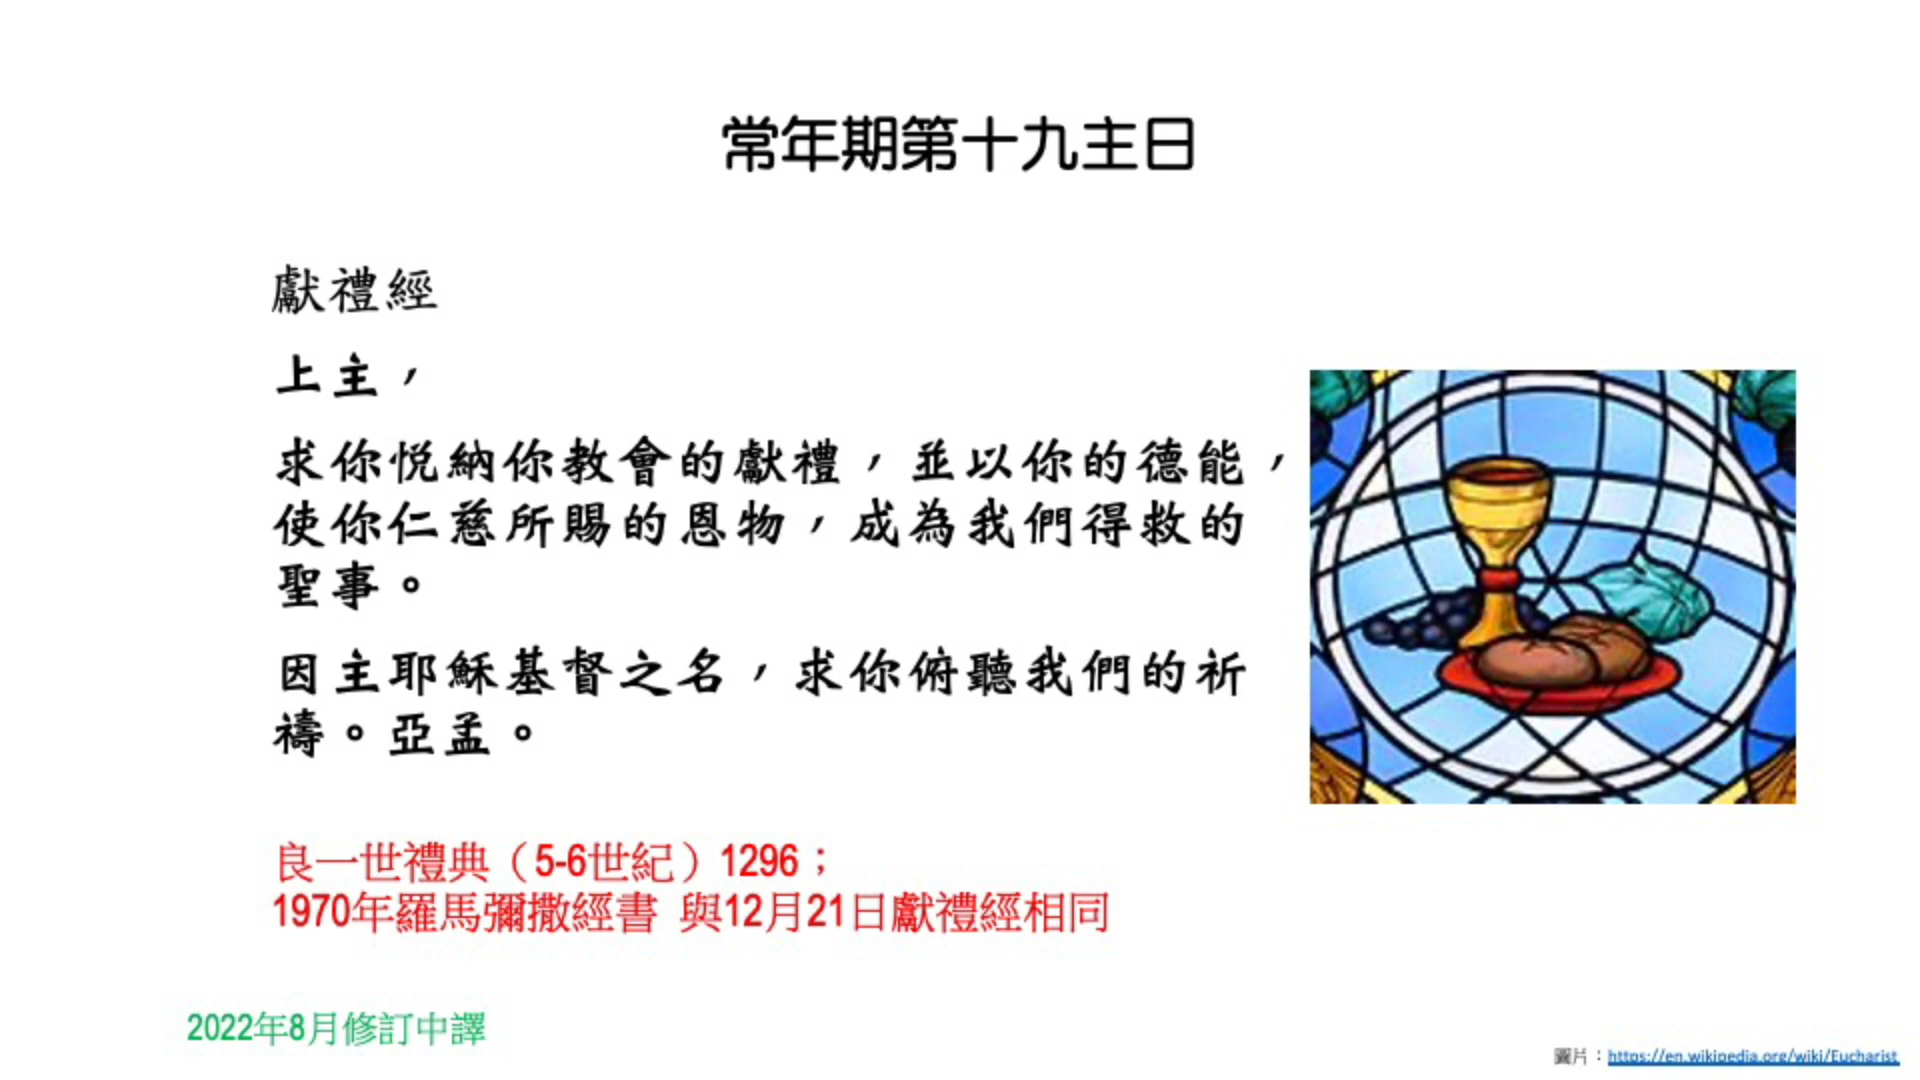 常年期第十九主日
獻禮經
上主，
求你悦納你教會的獻禮，並以你的德能，
使你仁慈所賜的恩物，成為我們得救的
聖事。
因主耶穌基督之名，求你俯聽我們的祈
禱。亞孟。
良一世禮典（5-6世紀）1296；
1970年羅馬彌撒經書 與12月21日獻禮經相同
2022年8月修訂中譯
圖片：https://en.wikipedia.org/wiki/Eucharist